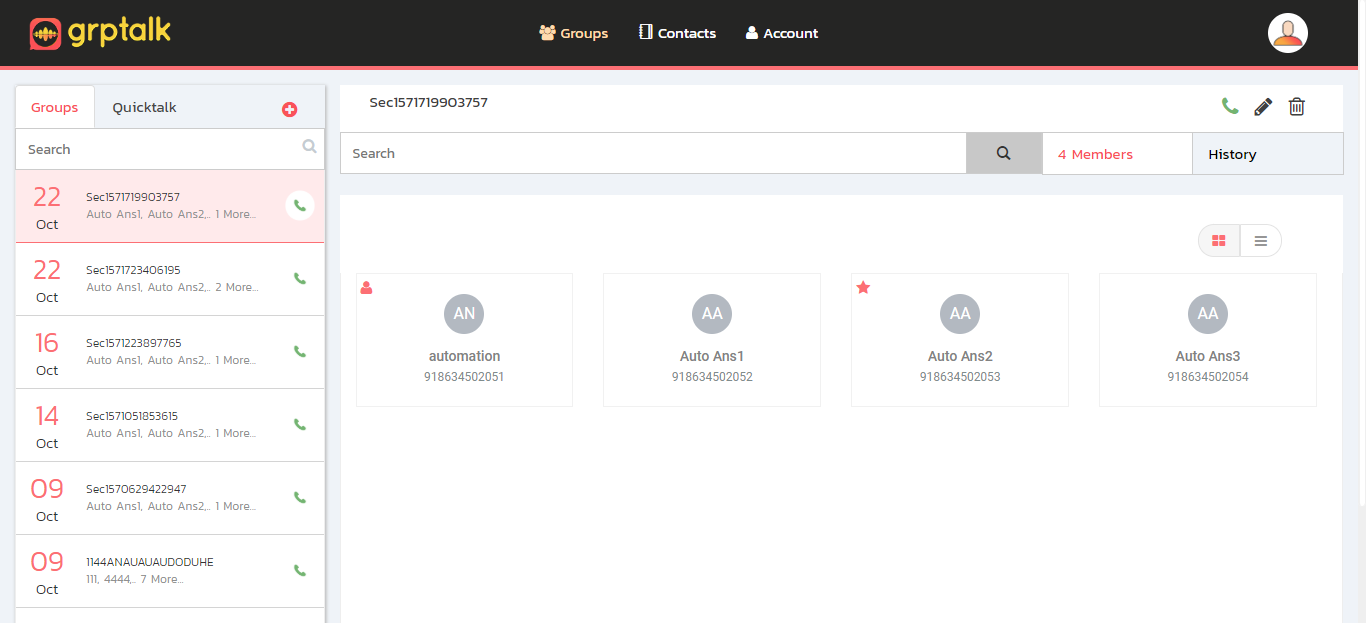 grptalk
Groups
Contacts
Account
Groups
Quicktalk
Search
22
Oct
Sec1571719903757
Auto Ans1, Auto Ans2,.. 1 More...
22
Oct
Sec1571723406195
Auto Ans1, Auto Ans2,.. 2 More...
16
Oct
Sec1571223897765
Auto Ans1, Auto Ans2,.. 1 More...
14
Oct
Sec1571051853615
Auto Ans1, Auto Ans2,.. 1 More...
09
Oct
Sec1570629422947
Auto Ans1, Auto Ans2,.. 1 More...
09
Oct
1144ANAUAUAUDODUHE
111, 4444,.. 7 More...
Sec1571719903757
Search
4 Members
History
AN
automation
918634502051
AA
Auto Ans1
918634502052
AA
Auto Ans2
918634502053
AA
Auto Ans3
918634502054